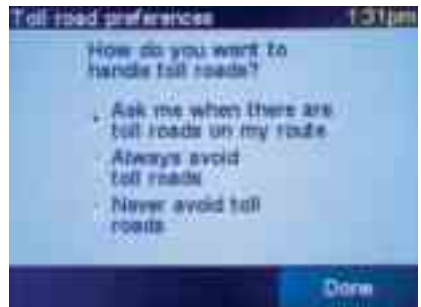 Toll road preferences 1:31pm
How do you want to
handle toll roads?
Ask me when there are
toll roads on my route
Always avoid
toll roads
Never avoid toll
roads
Done